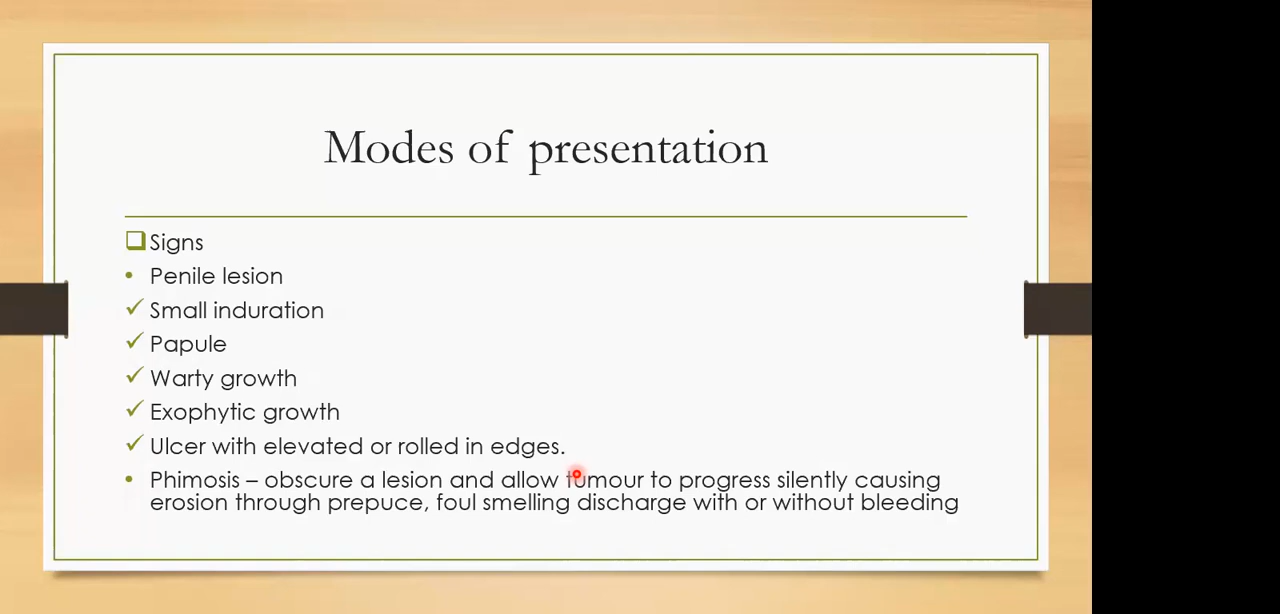 Modes of presentation
Signs
Penile lesion
Small induration
Papule
Warty growth
Exophytic growth
Ulcer with elevated or rolled in edges.
Phimosis – obscure a lesion and allow tumour to progress silently causing
erosion through prepuce, foul smelling discharge with or without bleeding